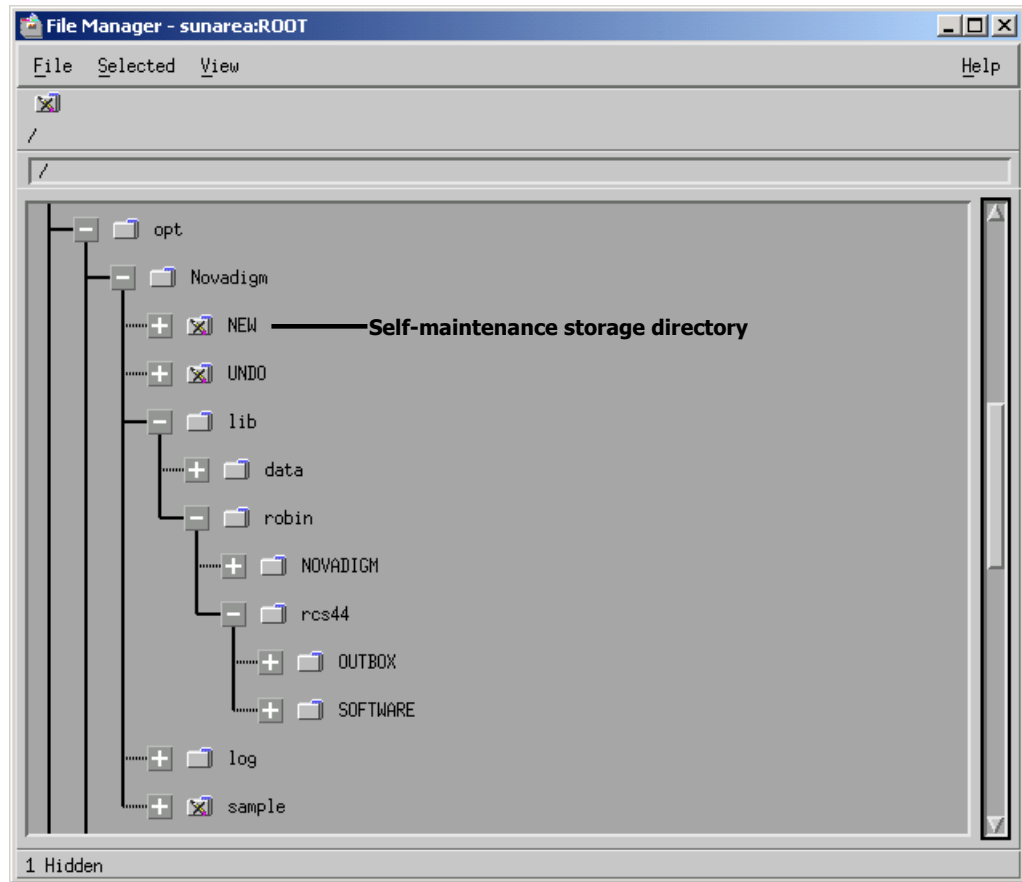 File Manager - sunarea:ROOT
File Selected View Help
/
/
opt
Novadigm
NEW Self-maintenance storage directory
UNDO
lib
data
robin
NOVADIGM
rcs44
OUTBOX
SOFTWARE
log
sample
1 Hidden